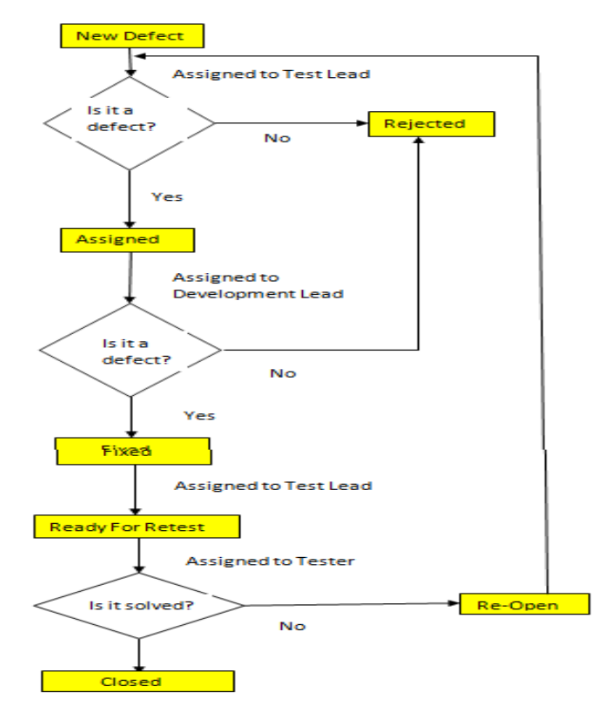 New Defect
Assigned to Test Lead
Is it a
defect?
Rejected
No
Yes
Assigned
Assigned to
Development Lead
Is it a
defect?
No
Yes
Fixed
Assigned to Test Lead
Ready For Retest
Assigned to Tester
Is it solved?
Re-Open
No
Closed